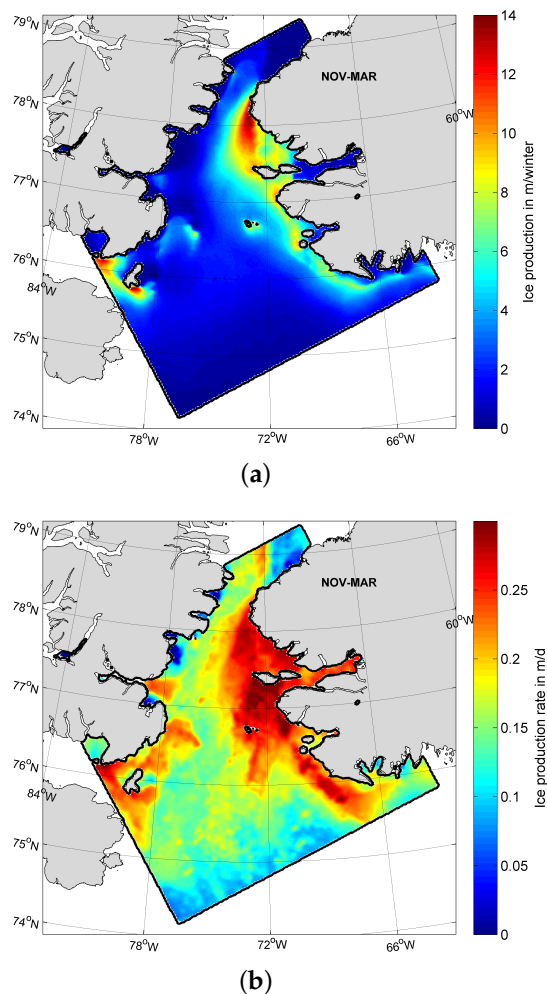 79°N
NOV-MAR
78°N
60°W
77°N
76°N
84°W
75°N
74°N
78°W
72°W
66°W
14
12
10
8
6
4
2
0
Ice production in m/winter
(a)
79°N
NOV-MAR
78°N
60°W
77°N
76°N
84°W
75°N
74°N
78°W
72°W
66°W
0.25
0.2
0.15
0.1
0.05
0
Ice production rate in m/d
(b)